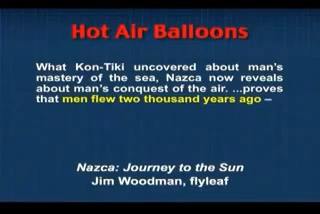 Hot Air Balloons
What Kon-Tiki uncovered about man's
mastery of the sea, Nazca now reveals
about man's conquest of the air. ...proves
that men flew two thousand years ago –
Nazca: Journey to the Sun
Jim Woodman, flyleaf